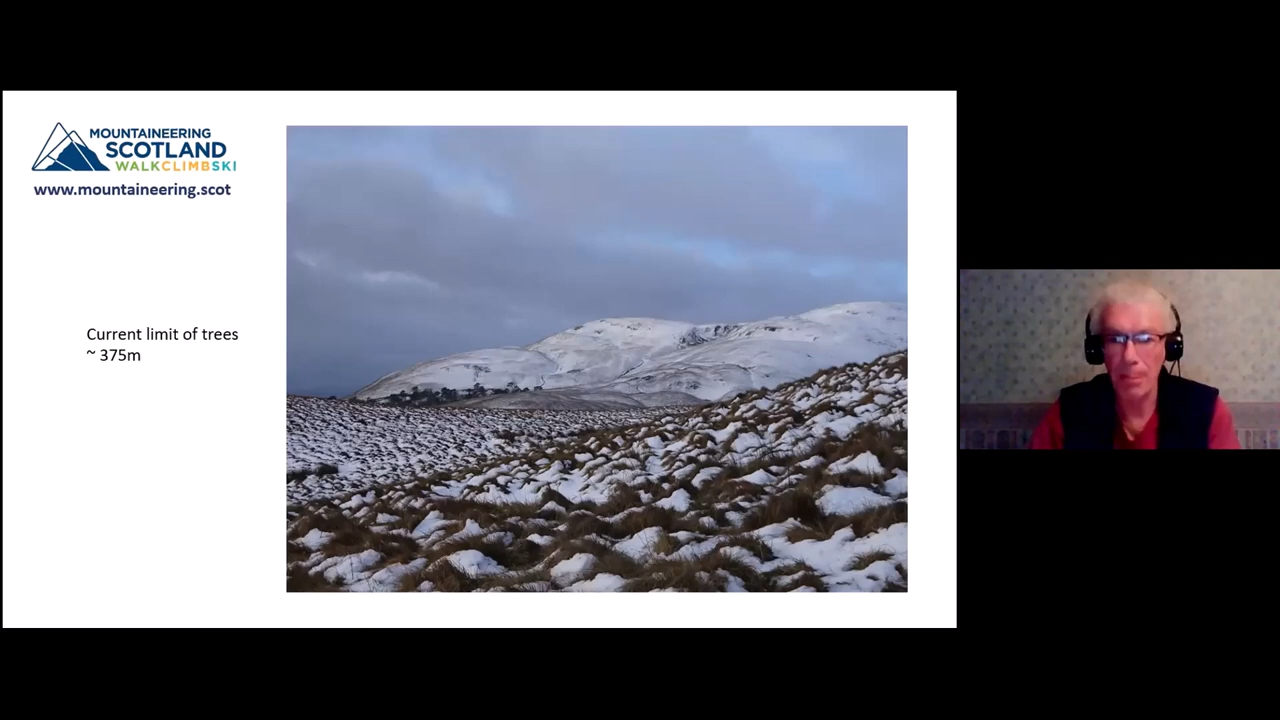 MOUNTAINEERING
SCOTLAND
WALKCLIMBSKI
www.mountaineering.scot
Current limit of trees
~ 375m